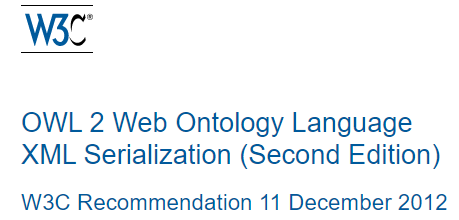 W3C®
OWL 2 Web Ontology Language
XML Serialization (Second Edition)
W3C Recommendation 11 December 2012